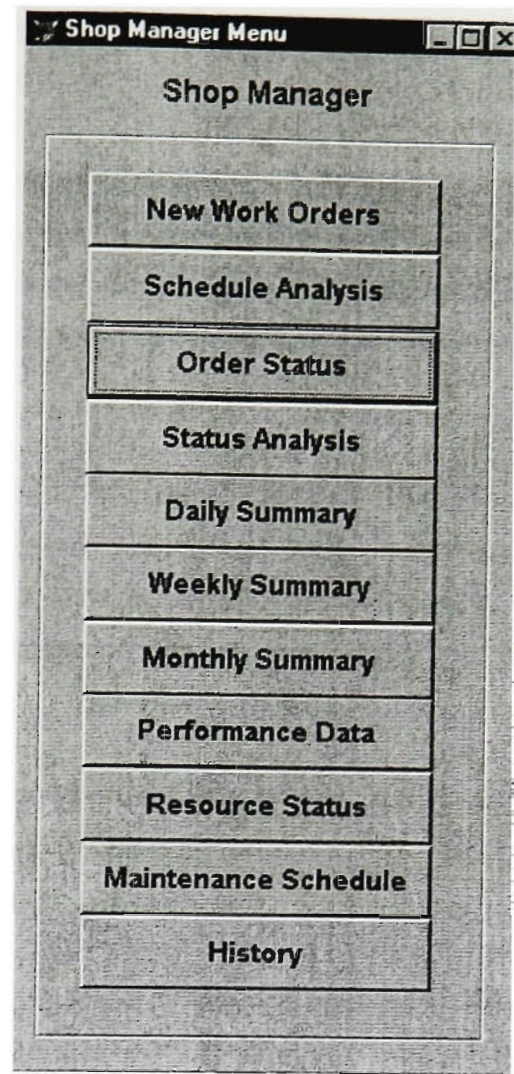 Shop Manager Menu
Shop Manager
New Work Orders
Schedule Analysis
Order Status
Status Analysis
Daily Summary
Weekly Summary
Monthly Summary
Performance Data
Resource Status
Maintenance Schedule
History